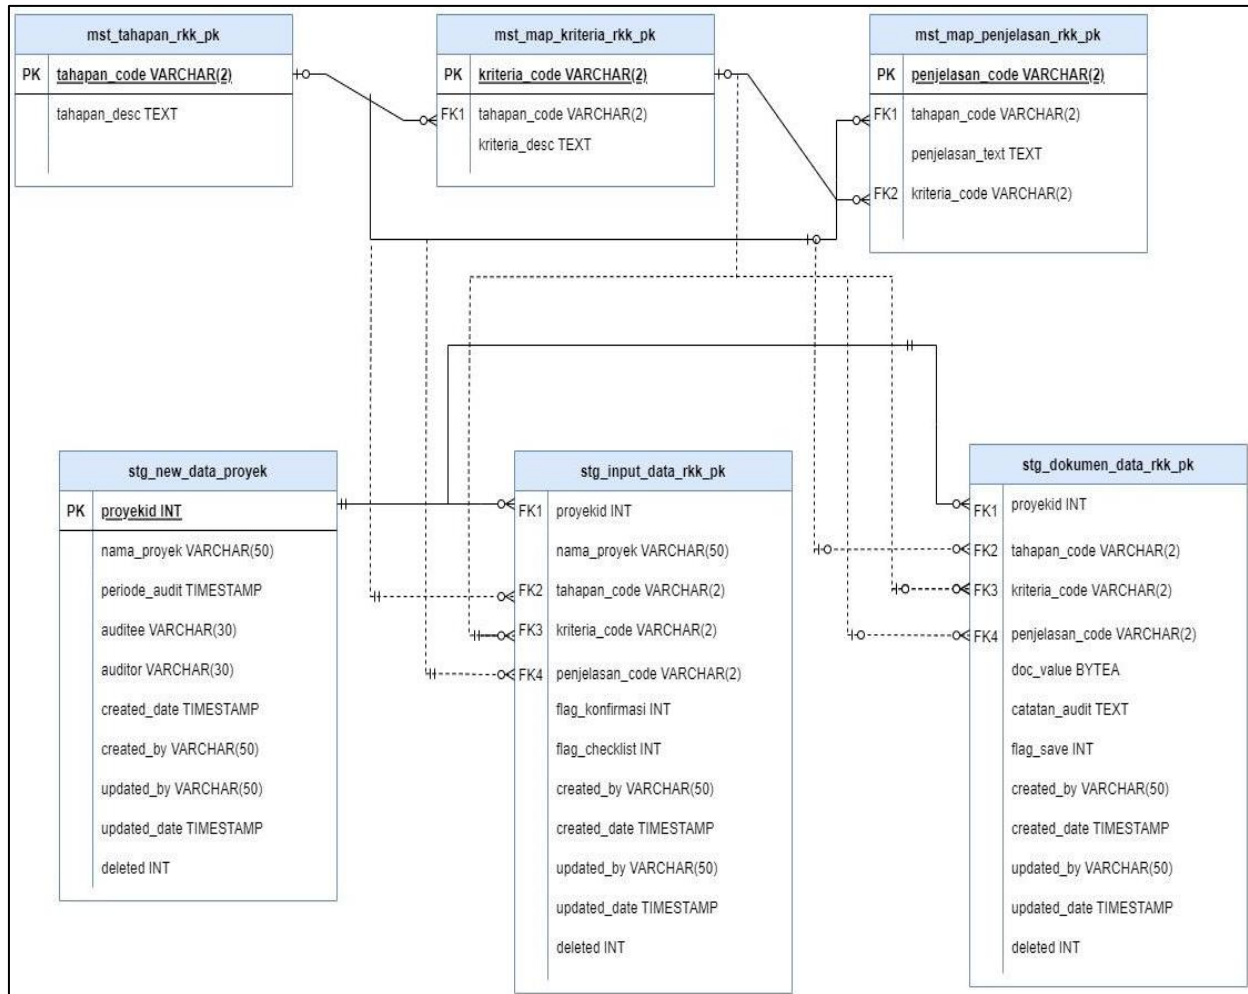 mst_tahapan_rkk_pk
PK tahapan_code VARCHAR(2)
tahapan_desc TEXT
mst_map_kriteria_rkk_pk
PK kriteria_code VARCHAR(2)
FK1 tahapan_code VARCHAR(2)
kriteria_desc TEXT
mst_map_penjelasan_rkk_pk
PK penjelasan_code VARCHAR(2)
FK1 tahapan_code VARCHAR(2)
penjelasan_text TEXT
FK2 kriteria_code VARCHAR(2)
stg_new_data_proyek
PK proyekid INT
nama_proyek VARCHAR(50)
periode_audit TIMESTAMP
auditee VARCHAR(30)
auditor VARCHAR(30)
created_date TIMESTAMP
created_by VARCHAR(50)
updated_by VARCHAR(50)
updated_date TIMESTAMP
deleted INT
stg_input_data_rkk_pk
FK1 proyekid INT
nama_proyek VARCHAR(50)
FK2 tahapan_code VARCHAR(2)
FK3 kriteria_code VARCHAR(2)
FK4 penjelasan_code VARCHAR(2)
flag_konfirmasi INT
flag_checklist INT
created_by VARCHAR(50)
created_date TIMESTAMP
updated_by VARCHAR(50)
updated_date TIMESTAMP
deleted INT
stg_dokumen_data_rkk_pk
FK1 proyekid INT
FK2 tahapan_code VARCHAR(2)
FK3 kriteria_code VARCHAR(2)
FK4 penjelasan_code VARCHAR(2)
doc_value BYTEA
catatan_audit TEXT
flag_save INT
created_by VARCHAR(50)
created_date TIMESTAMP
updated_by VARCHAR(50)
updated_date TIMESTAMP
deleted INT